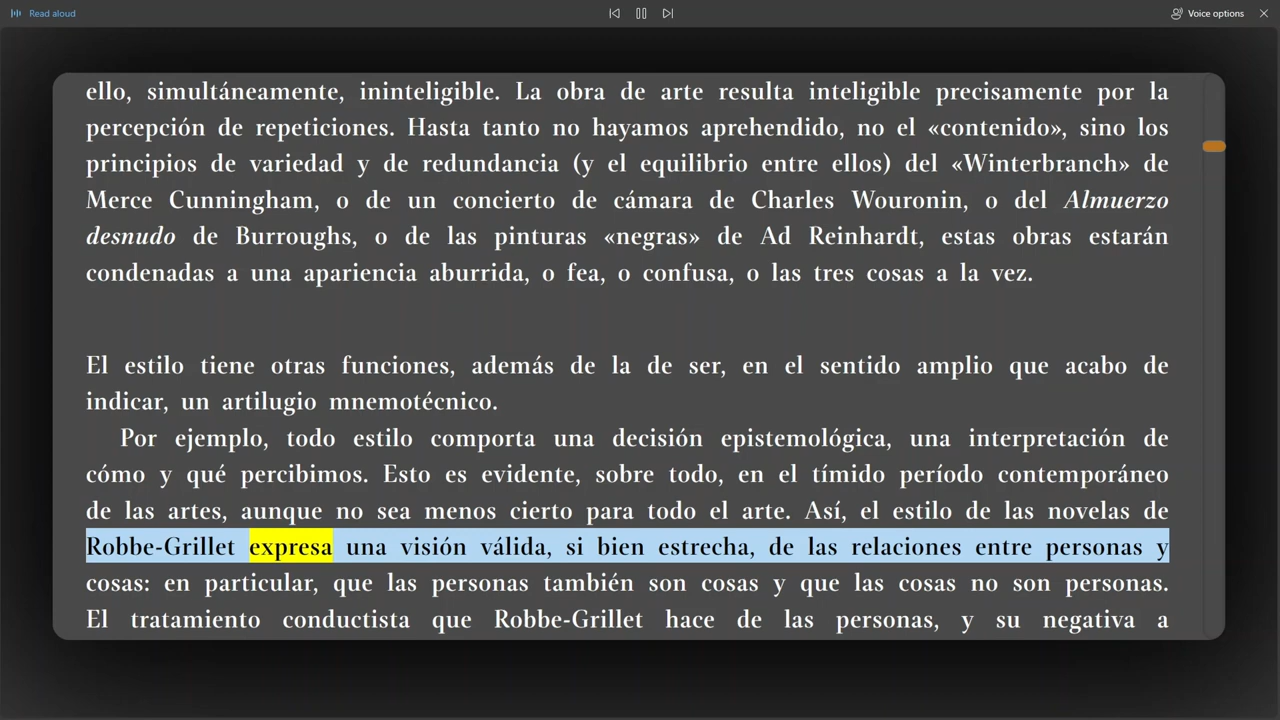 Read aloud
Voice options
ello, simultáneamente, ininteligible. La obra de arte resulta inteligible precisamente por la
percepción de repeticiones. Hasta tanto no hayamos aprehendido, no el «contenido», sino los
principios de variedad y de redundancia (y el equilibrio entre ellos) del «Winterbranch» de
Merce Cunningham, o de un concierto de cámara de Charles Wouronin, o del Almuerzo
desnudo de Burroughs, o de las pinturas «negras» de Ad Reinhardt, estas obras estarán
condenadas a una apariencia aburrida, o fea, o confusa, o las tres cosas a la vez.
El estilo tiene otras funciones, además de la de ser, en el sentido amplio que acabo de
indicar, un artilugio mnemotécnico.
Por ejemplo, todo estilo comporta una decisión epistemológica, una interpretación de
cómo y qué percibimos. Esto es evidente, sobre todo, en el tímido período contemporáneo
de las artes, aunque no sea menos cierto para todo el arte. Así, el estilo de las novelas de
Robbe-Grillet expresa una visión válida, si bien estrecha, de las relaciones entre personas y
cosas: en particular, que las personas también son cosas y que las cosas no son personas.
El tratamiento conductista que Robbe-Grillet hace de las personas, y su negativa a